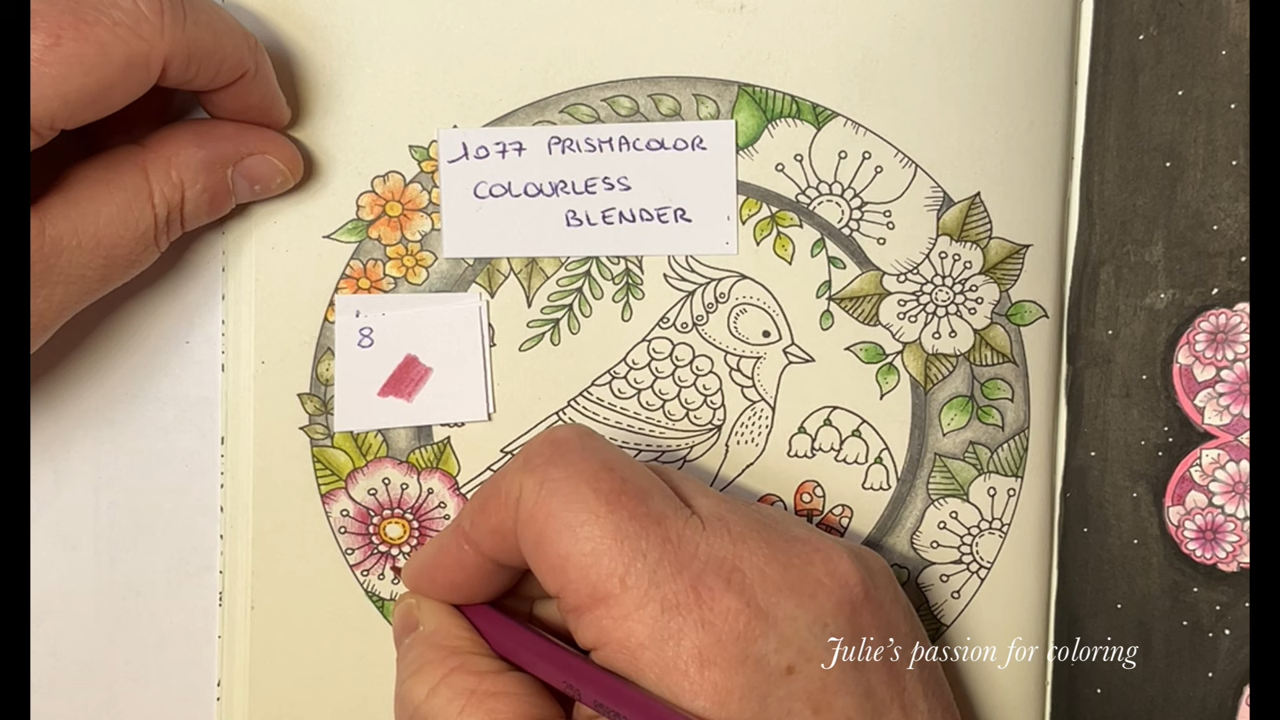 1077 PRISMACOLOR
COLOURLESS
BLENDER
8
Julie's passion for coloring